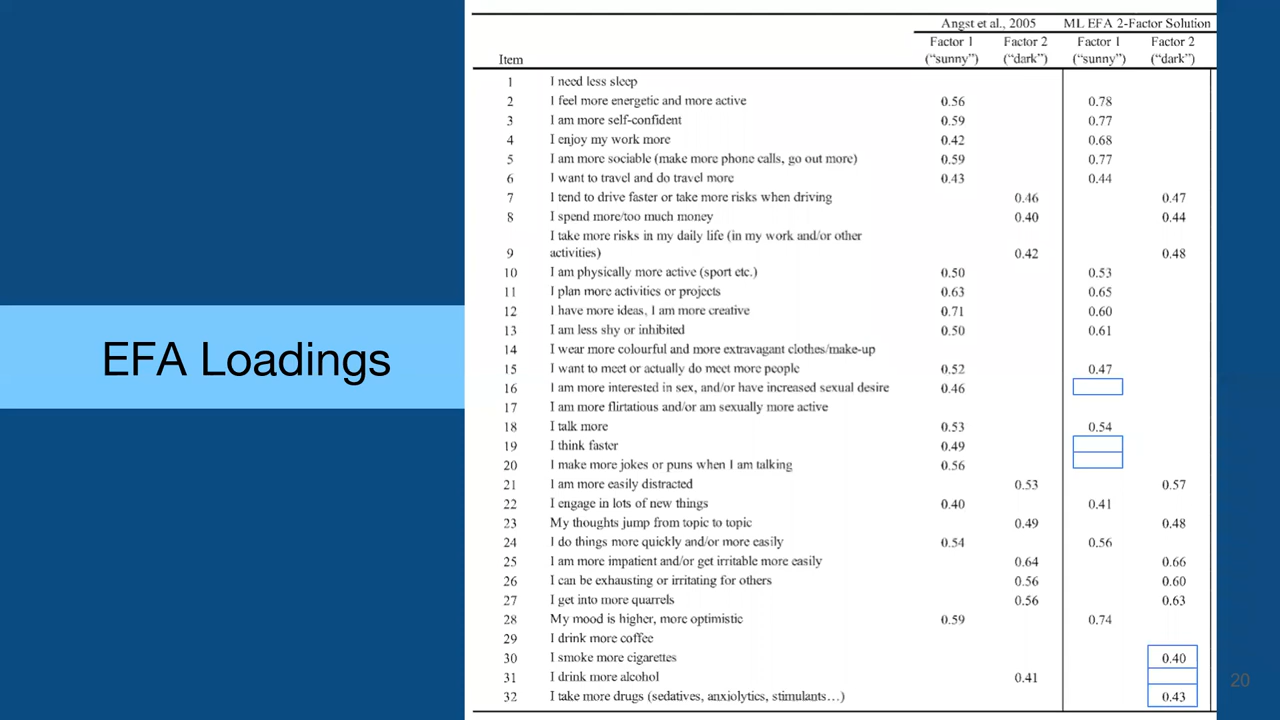 EFA Loadings
Angst et al., 2005 ML EFA 2-Factor Solution
Item Factor 1 (“sunny”) Factor 2 (“dark”) Factor 1 (“sunny”) Factor 2 (“dark”)
1 I need less sleep
2 I feel more energetic and more active 0.56 0.78
3 I am more self-confident 0.59 0.77
4 I enjoy my work more 0.42 0.68
5 I am more sociable (make more phone calls, go out more) 0.59 0.77
6 I want to travel and do travel more 0.43 0.44
7 I tend to drive faster or take more risks when driving 0.46 0.47
8 I spend more/too much money 0.40 0.44
I take more risks in my daily life (in my work and/or other
9 activities) 0.42 0.48
10 I am physically more active (sport etc.) 0.50 0.53
11 I plan more activities or projects 0.63 0.65
12 I have more ideas, I am more creative 0.71 0.60
13 I am less shy or inhibited 0.50 0.61
14 I wear more colourful and more extravagant clothes/make-up
15 I want to meet or actually do meet more people 0.52 0.47
16 I am more interested in sex, and/or have increased sexual desire 0.46
17 I am more flirtatious and/or am sexually more active
18 I talk more 0.53 0.54
19 I think faster 0.49
20 I make more jokes or puns when I am talking 0.56
21 I am more easily distracted 0.53 0.57
22 I engage in lots of new things 0.40 0.41
23 My thoughts jump from topic to topic 0.49 0.48
24 I do things more quickly and/or more easily 0.54 0.56
25 I am more impatient and/or get irritable more easily 0.64 0.66
26 I can be exhausting or irritating for others 0.56 0.60
27 I get into more quarrels 0.56 0.63
28 My mood is higher, more optimistic 0.59 0.74
29 I drink more coffee
30 I smoke more cigarettes 0.40
31 I drink more alcohol 0.41
32 I take more drugs (sedatives, anxiolytics, stimulants…) 0.43
20